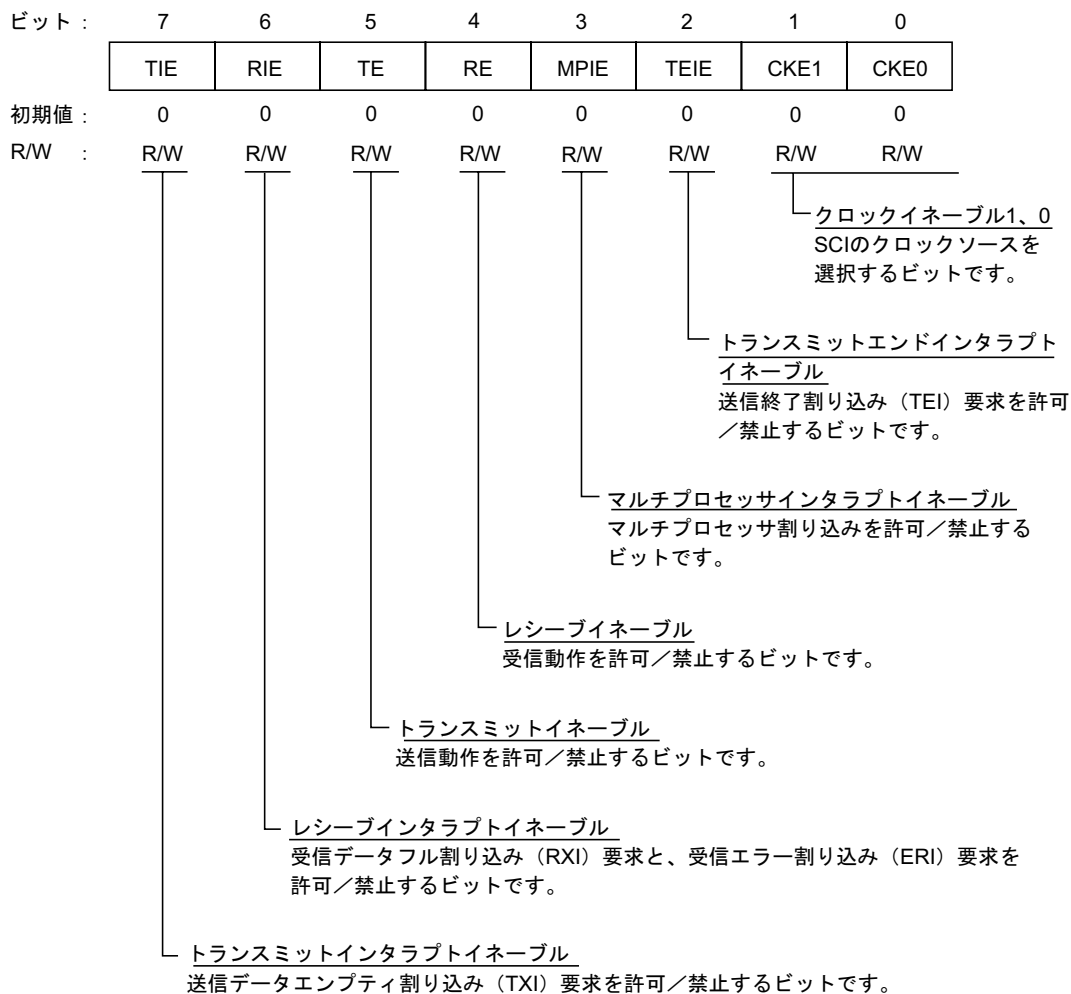 ビット : 7 6 5 4 3 2 1 0
TIE RIE TE RE MPIE TEIE CKE1 CKE0
初期値 : 0 0 0 0 0 0 0 0
R/W : R/W R/W R/W R/W R/W R/W R/W R/W
クロックイネーブル1、0
SCIのクロックソースを
選択するビットです。
トランスミットエンドインタラプト
イネーブル
送信終了割り込み（TEI）要求を許可
／禁止するビットです。
マルチプロセッサインタラプトイネーブル
マルチプロセッサ割り込みを許可／禁止する
ビットです。
レシーブイネーブル
受信動作を許可／禁止するビットです。
トランスミットイネーブル
送信動作を許可／禁止するビットです。
レシーブインタラプトイネーブル
受信データフル割り込み（RXI）要求と、受信エラー割り込み（ERI）要求を
許可／禁止するビットです。
トランスミットインタラプトイネーブル
送信データエンプティ割り込み（TXI）要求を許可／禁止するビットです。